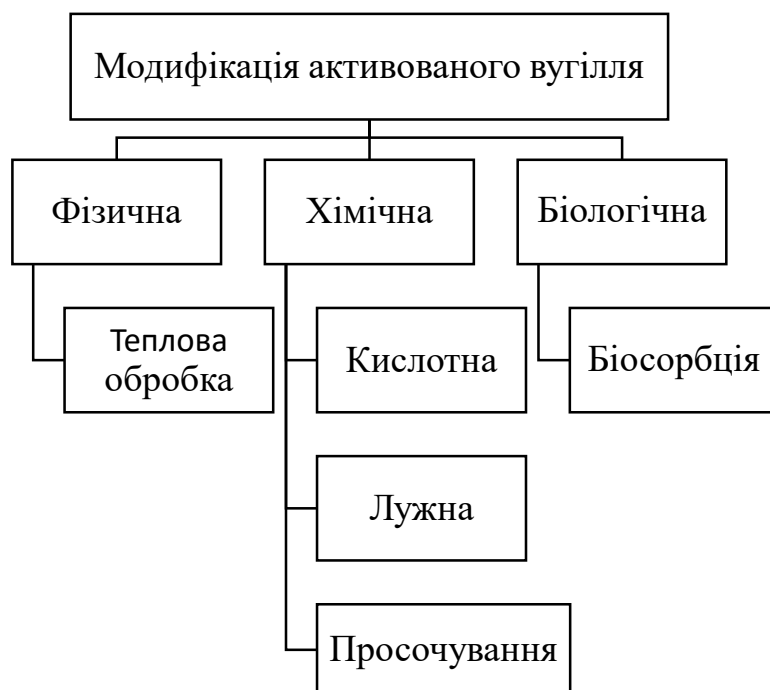 Модифікація активованого вугілля
Фізична
Хімічна
Біологічна
Теплова
обробка
Кислотна
Біосорбція
Лужна
Просочування